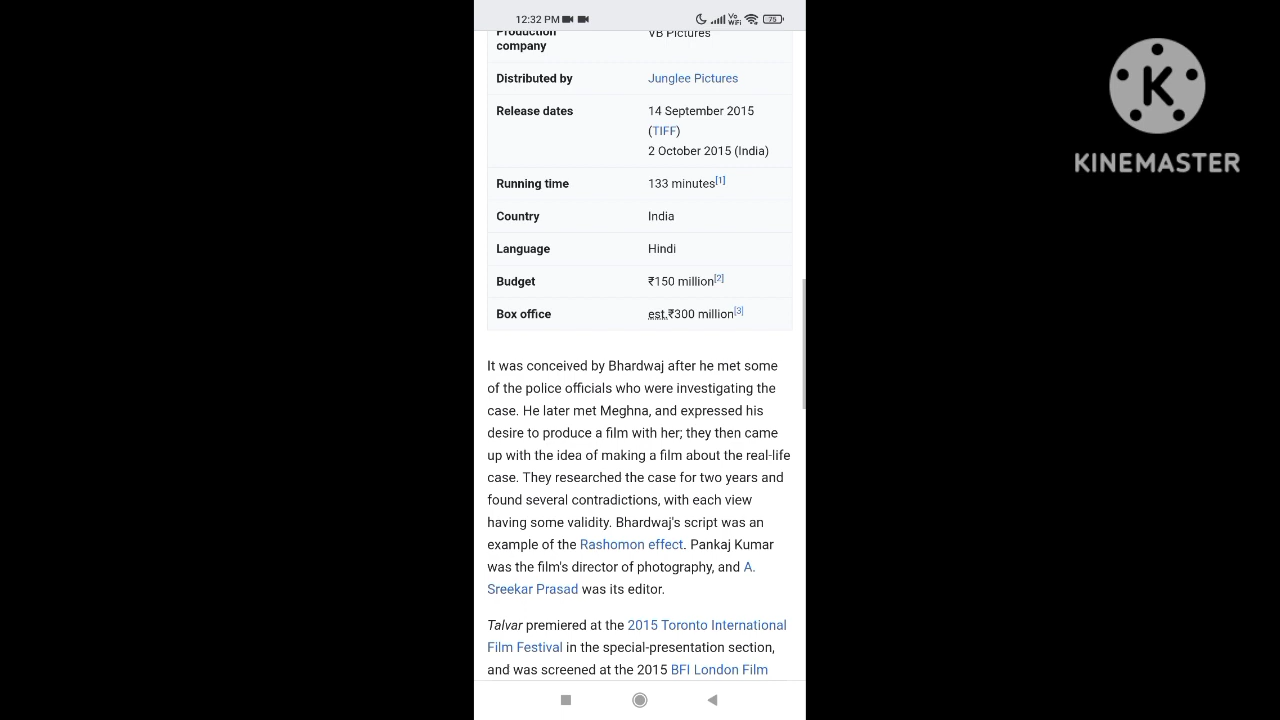 12:32 PM
Vo WiFi 75
Production
company
VB Pictures
Distributed by
Junglee Pictures
Release dates
14 September 2015
(TIFF)
2 October 2015 (India)
Running time
133 minutes[1]
Country
India
Language
Hindi
Budget
₹150 million[2]
Box office
est.₹300 million[3]
It was conceived by Bhardwaj after he met some
of the police officials who were investigating the
case. He later met Meghna, and expressed his
desire to produce a film with her; they then came
up with the idea of making a film about the real-life
case. They researched the case for two years and
found several contradictions, with each view
having some validity. Bhardwaj's script was an
example of the Rashomon effect. Pankaj Kumar
was the film's director of photography, and A.
Sreekar Prasad was its editor.
Talvar premiered at the 2015 Toronto International
Film Festival in the special-presentation section,
and was screened at the 2015 BFI London Film
K
KINEMASTER